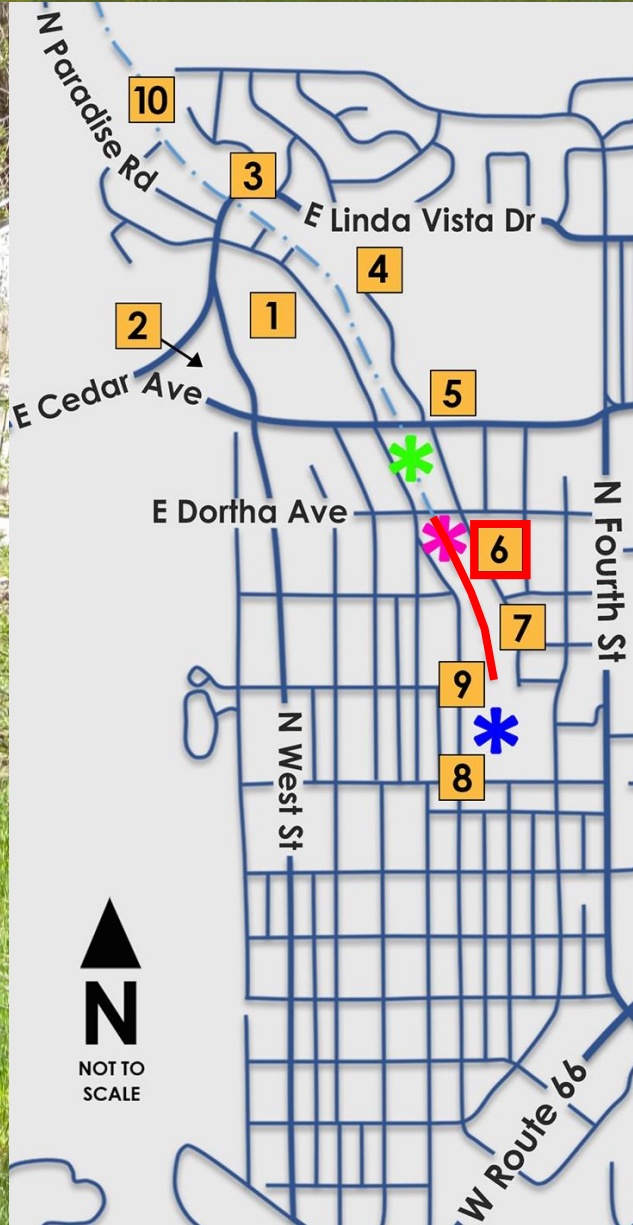 N Paradise Rd
10
3
E Linda Vista Dr
4
1
2
E Cedar Ave
5
E Dortha Ave
N Fourth St
6
7
9
8
N West St
N
NOT TO
SCALE
W Route 66